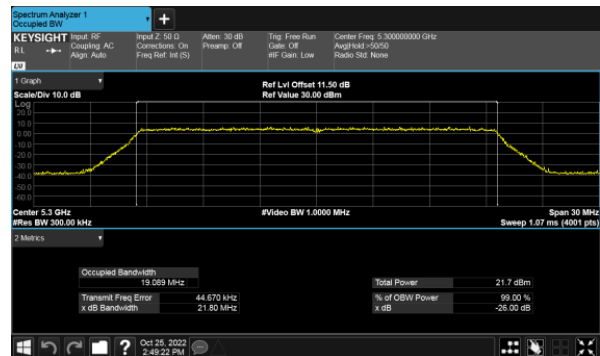 Spectrum Analyzer 1
Occupied BW
+
KEYSIGHT Input: RF Input Z: 50 Ω Atten: 30 dB Trig: Free Run Center Freq: 5.300000000 GHz
RL Coupling: AC Corrections: On Preamp: Off Gate: Off Avg|Hold:>50/50
Align: Auto Freq Ref: Int (S) #IF Gain: Low Radio Std: None
LXI
1 Graph
Ref Lvl Offset 11.50 dB
Scale/Div 10.0 dB Ref Value 30.00 dBm
Log
20.0
10.0
0.00
-10.0
-20.0
-30.0
-40.0
-50.0
-60.0
Center 5.3 GHz #Video BW 1.0000 MHz Span 30 MHz
#Res BW 300.00 kHz Sweep 1.07 ms (4001 pts)
2 Metrics
Occupied Bandwidth
19.089 MHz Total Power 21.7 dBm
Transmit Freq Error 44.670 kHz % of OBW Power 99.00 %
x dB Bandwidth 21.80 MHz x dB -26.00 dB
? Oct 25, 2022
2:49:22 PM